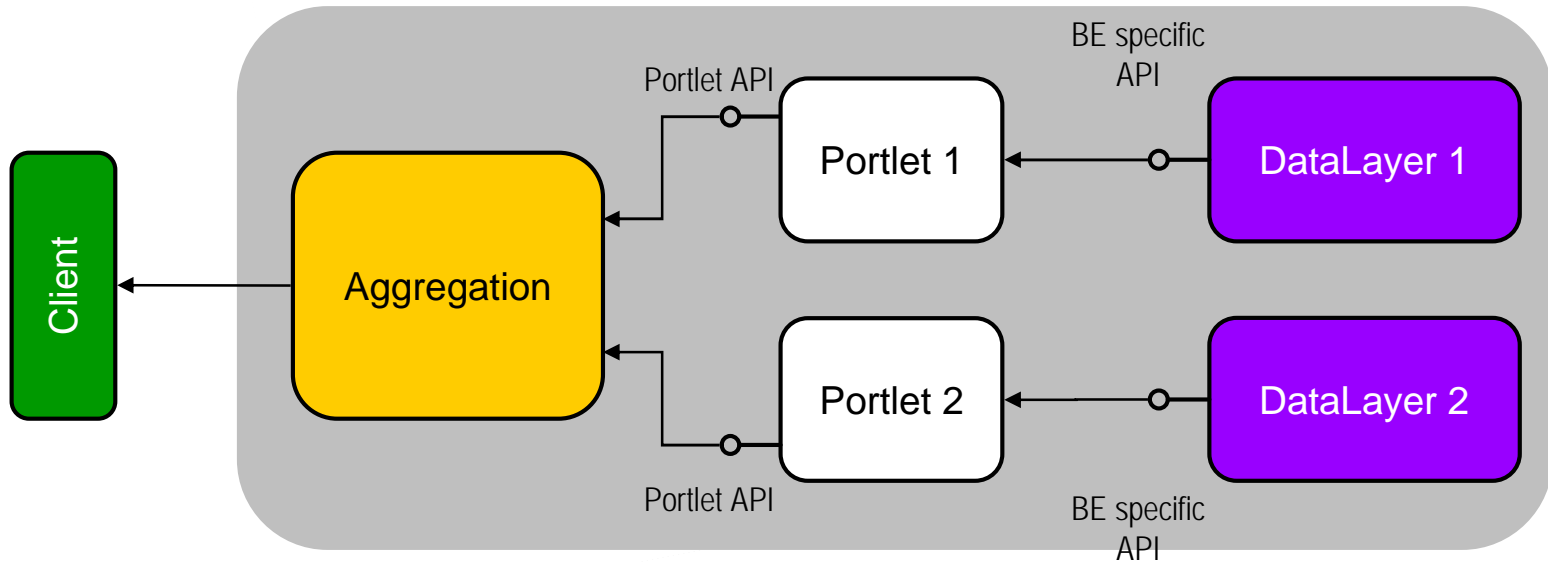 BE specific
API
Portlet API
Portlet 1
DataLayer 1
Client
Aggregation
Portlet 2
DataLayer 2
Portlet API
BE specific
API